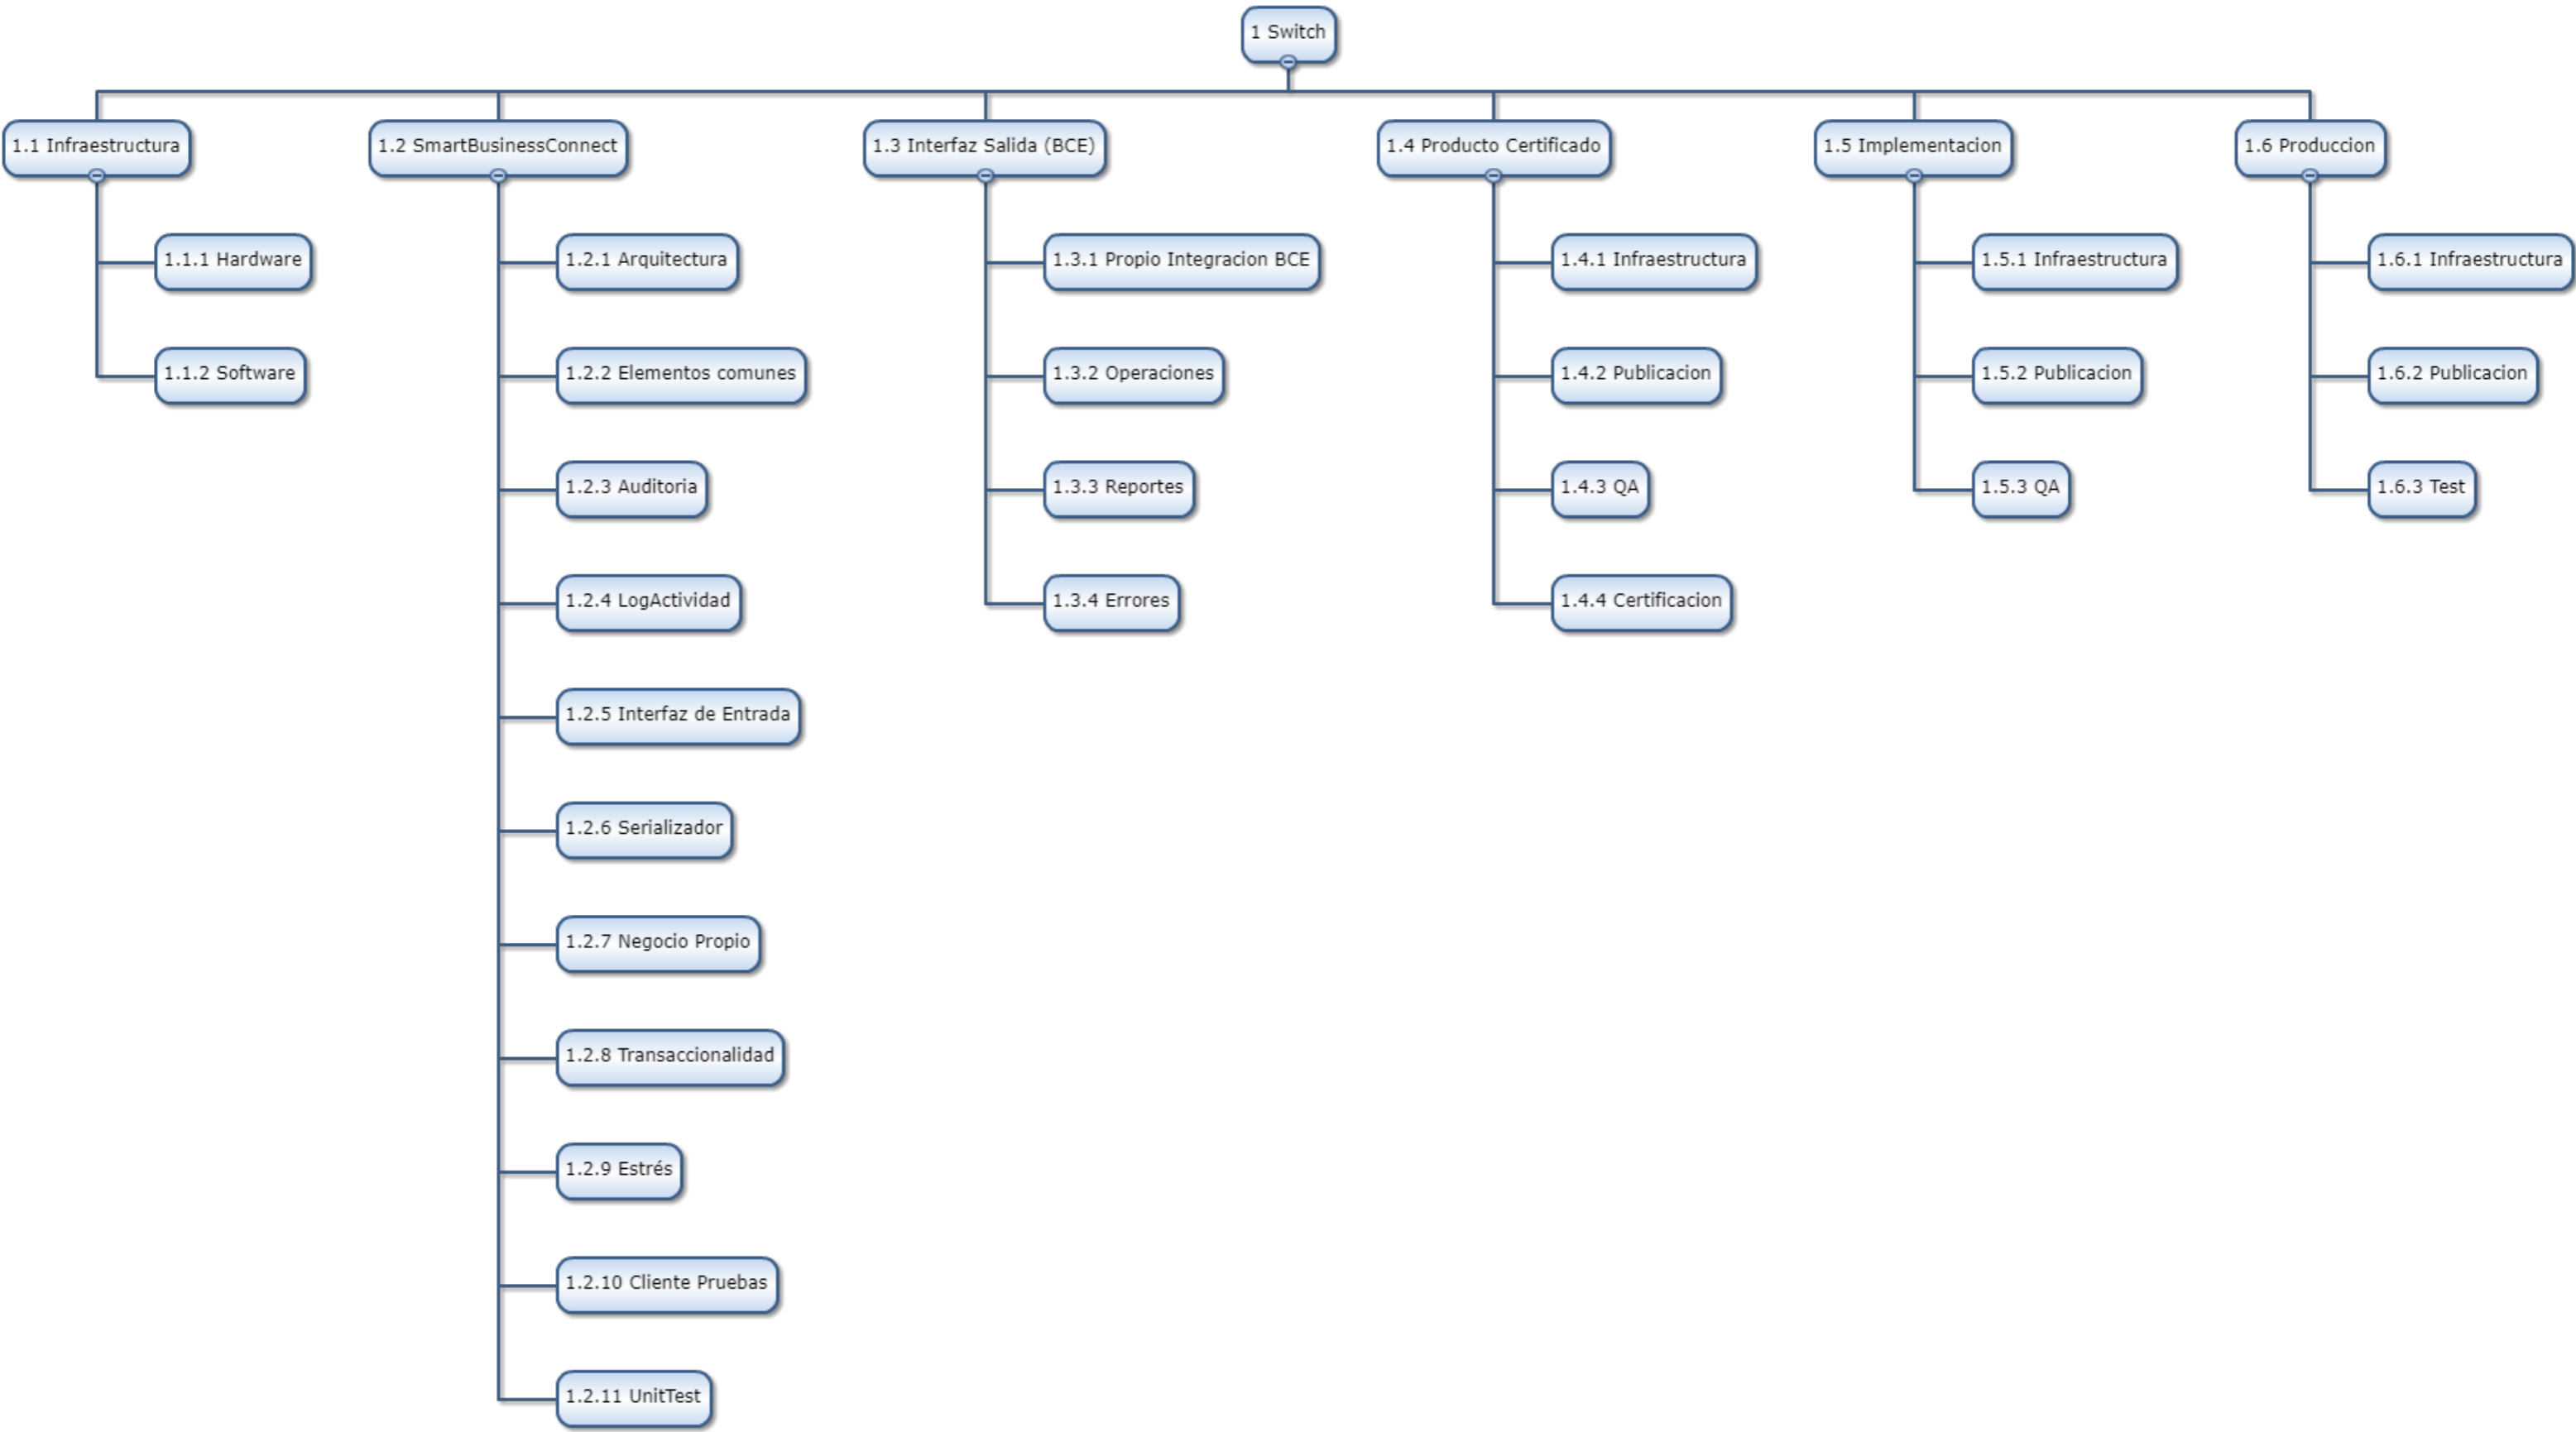 1 Switch
1.1 Infraestructura
1.1.1 Hardware
1.1.2 Software
1.2 SmartBusinessConnect
1.2.1 Arquitectura
1.2.2 Elementos comunes
1.2.3 Auditoria
1.2.4 LogActividad
1.2.5 Interfaz de Entrada
1.2.6 Serializador
1.2.7 Negocio Propio
1.2.8 Transaccionalidad
1.2.9 Estrés
1.2.10 Cliente Pruebas
1.2.11 UnitTest
1.3 Interfaz Salida (BCE)
1.3.1 Propio Integracion BCE
1.3.2 Operaciones
1.3.3 Reportes
1.3.4 Errores
1.4 Producto Certificado
1.4.1 Infraestructura
1.4.2 Publicacion
1.4.3 QA
1.4.4 Certificacion
1.5 Implementacion
1.5.1 Infraestructura
1.5.2 Publicacion
1.5.3 QA
1.6 Produccion
1.6.1 Infraestructura
1.6.2 Publicacion
1.6.3 Test